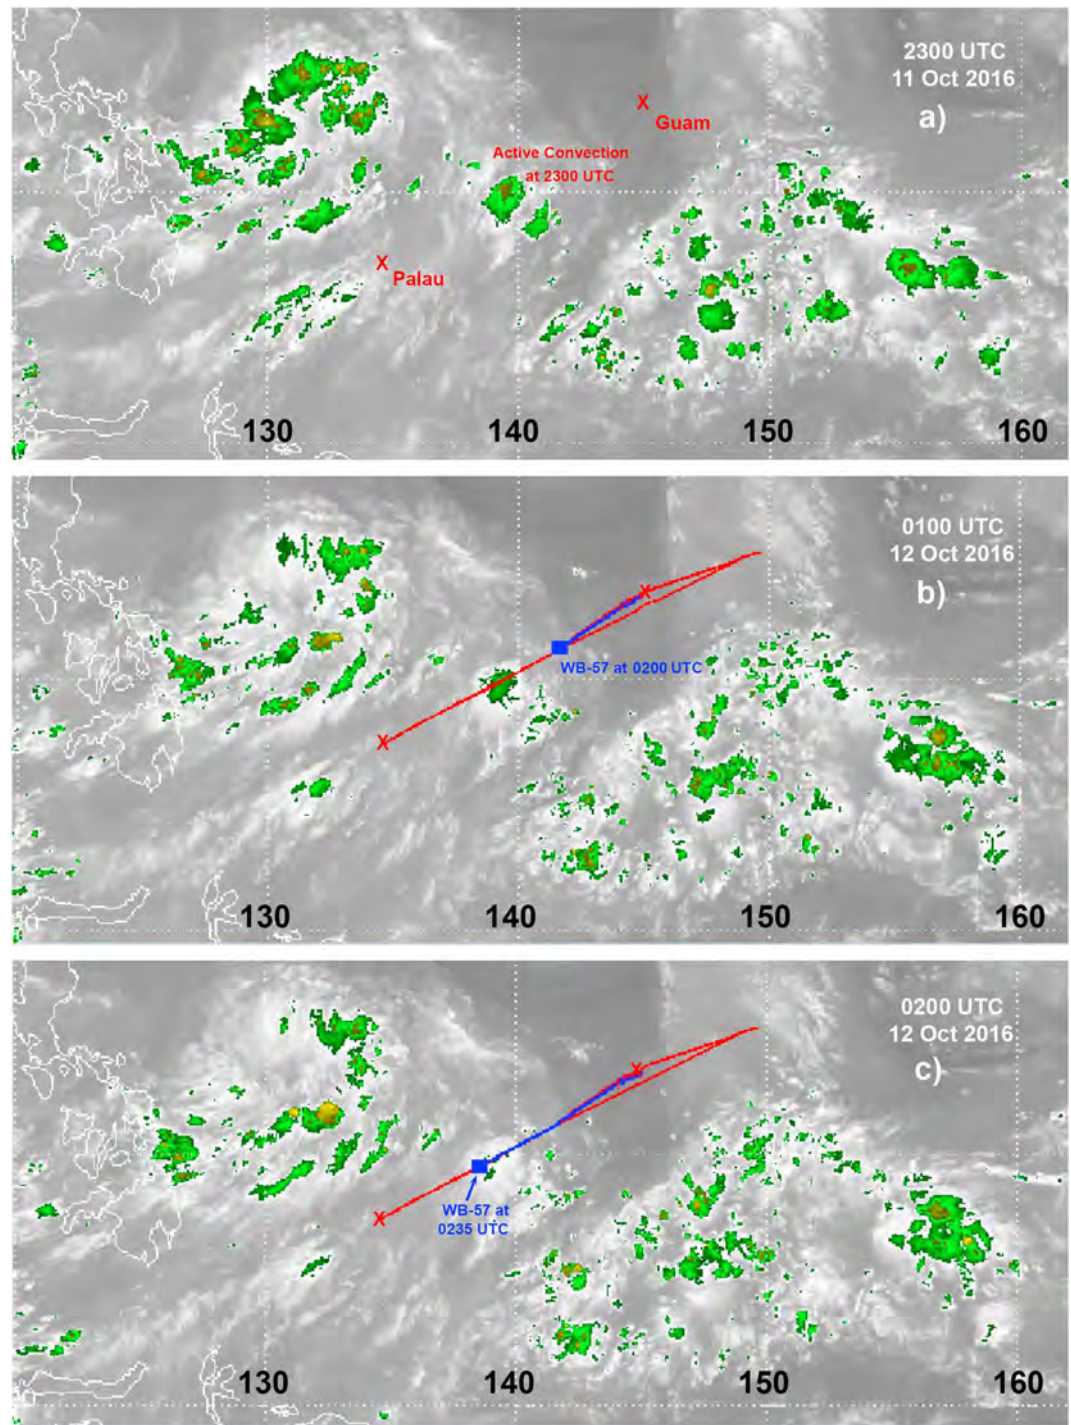 2300 UTC
11 Oct 2016
a)
X
Guam
Active Convection
at 2300 UTC
X
Palau
130
140
150
160
0100 UTC
12 Oct 2016
b)
X
WB-57 at 0200 UTC
X
130
140
150
160
0200 UTC
12 Oct 2016
c)
X
X
WB-57 at
0235 UTC
130
140
150
160